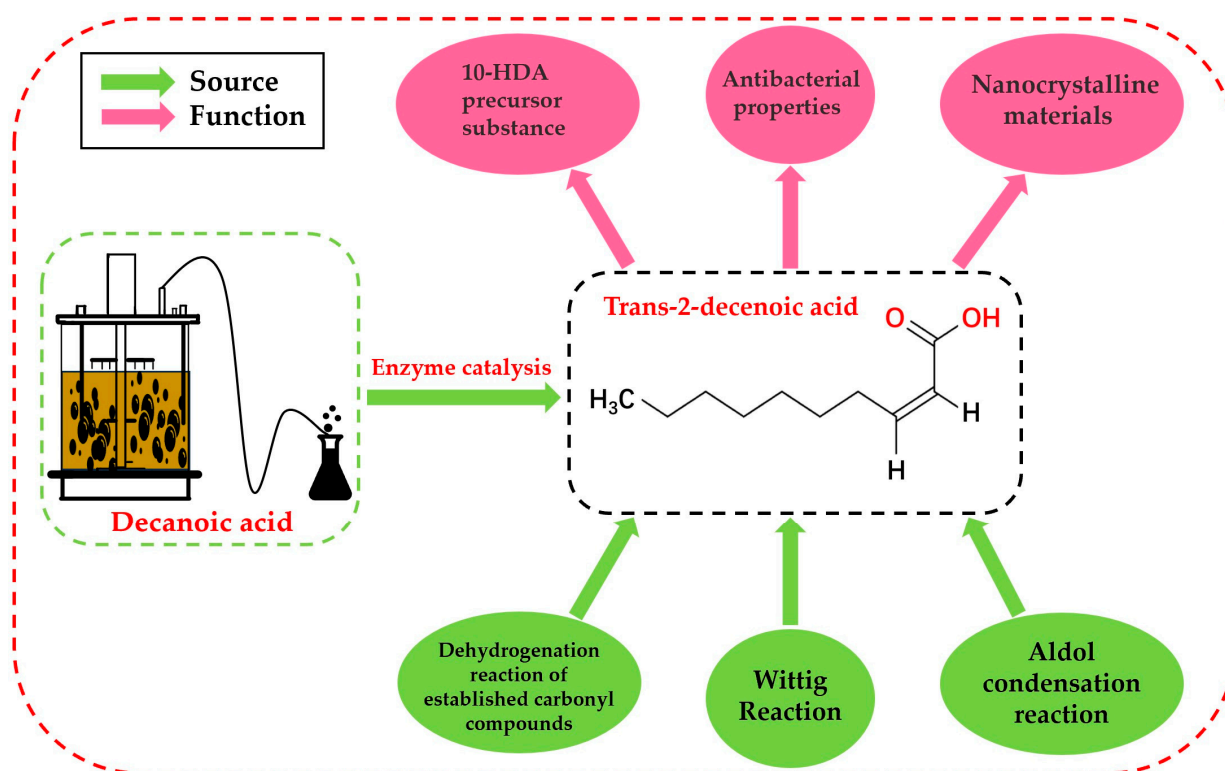 Source
Function
10-HDA
precursor
substance
Antibacterial
properties
Nanocrystalline
materials
Decanoic acid
Enzyme catalysis
Trans-2-decenoic acid
O
OH
H₃C
H
H
Dehydrogenation
reaction of
established carbonyl
compounds
Wittig
Reaction
Aldol
condensation
reaction